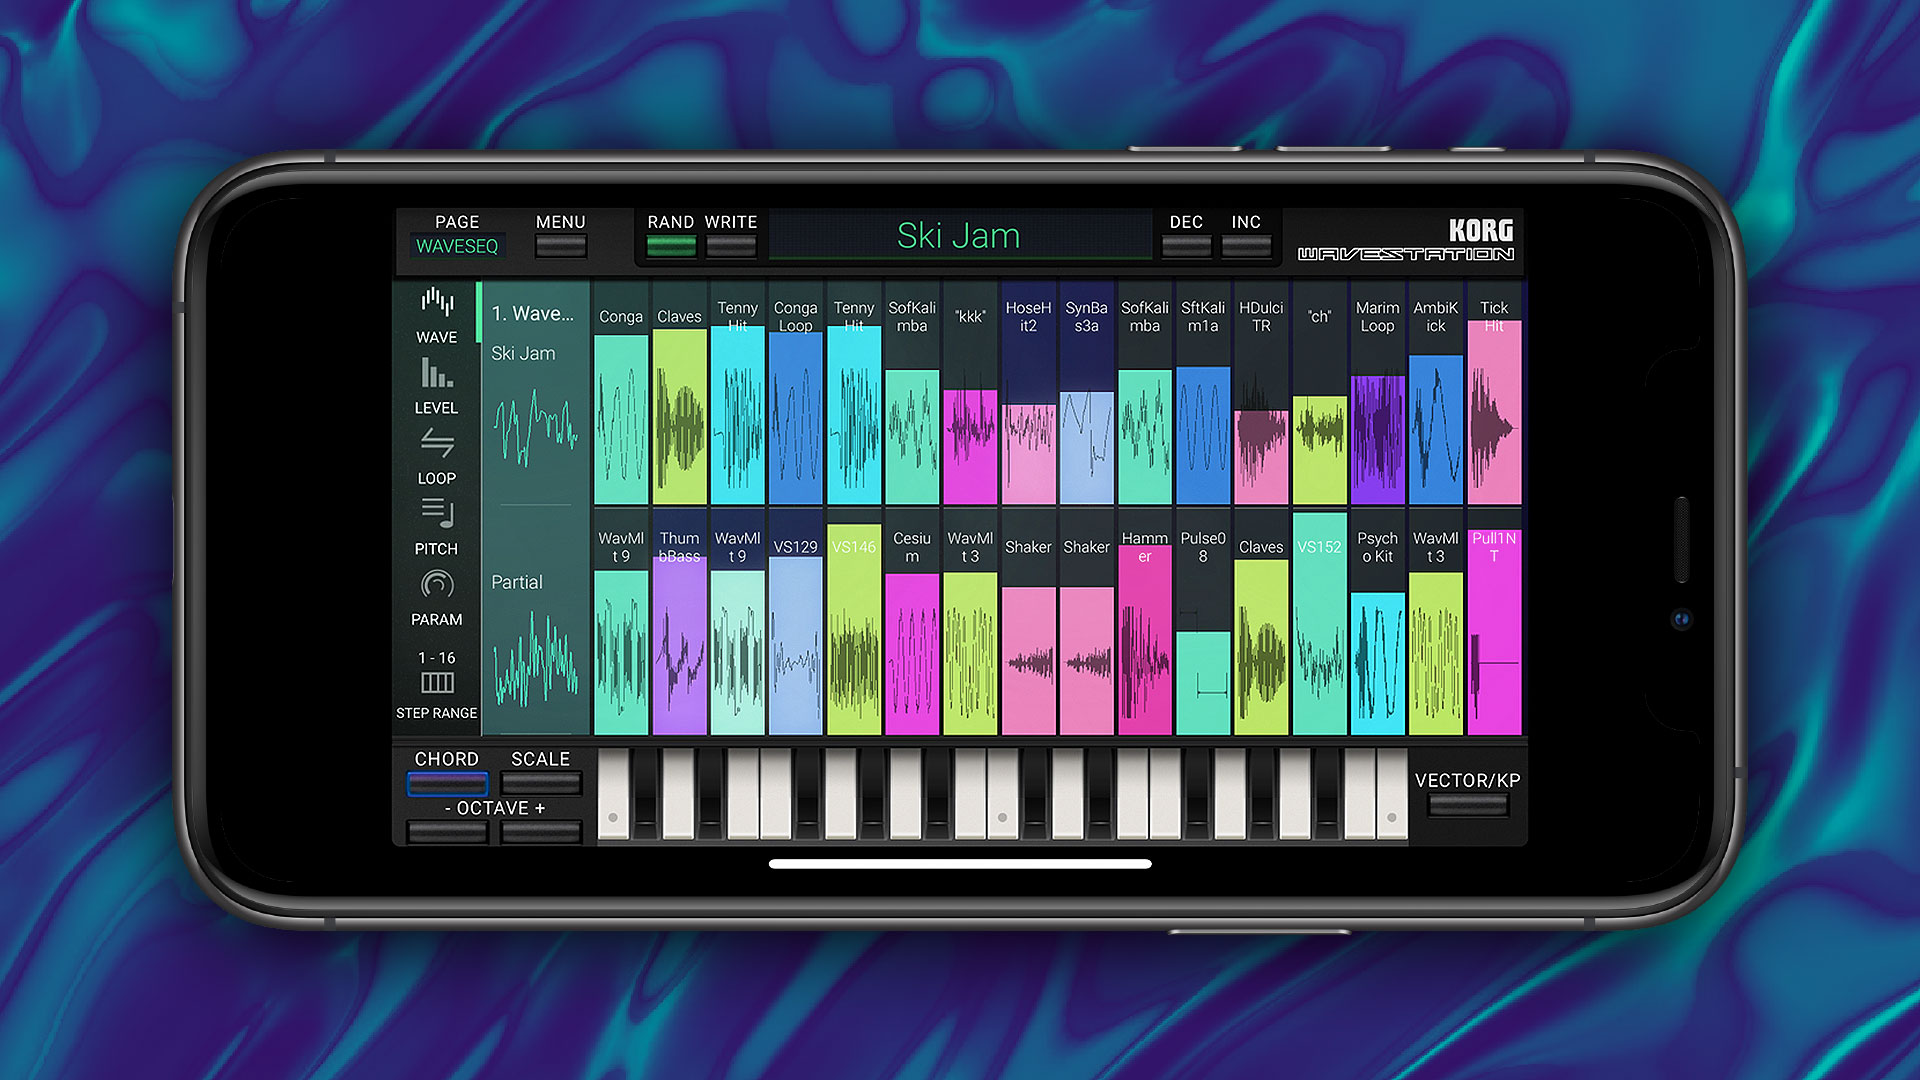 PAGE
WAVESEQ
MENU
RAND WRITE
Ski Jam
DEC INC
KORG
WAVESTATION
WAVE
LEVEL
LOOP
PITCH
PARAM
1 - 16
STEP RANGE
1. Wave...
Ski Jam
Partial
Conga
Claves
Tenny
Hit
Conga
Loop
Tenny
Hit
SofKali
mba
"kkk"
HoseH
it2
SynBa
s3a
SofKali
mba
SftKali
m1a
HDulci
TR
"ch"
Marim
Loop
AmbiK
ick
Tick
Hit
WavMl
t 9
Thum
bBass
WavMl
t 9
VS129
VS146
Cesiu
m
WavMl
t 3
Shaker
Shaker
Hamm
er
Pulse0
8
Claves
VS152
Psych
o Kit
WavMl
t 3
Pull1N
T
CHORD SCALE
- OCTAVE +
VECTOR/KP